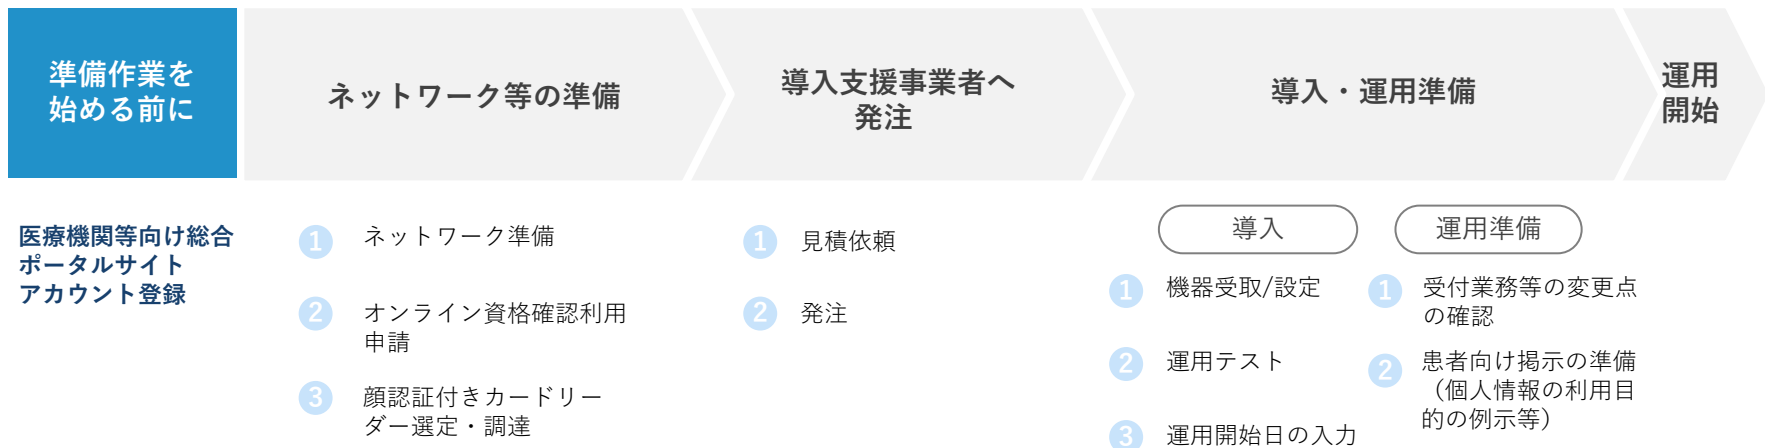 準備作業を
始める前に
ネットワーク等の準備
導入支援事業者へ
発注
導入・運用準備
運用
開始
医療機関等向け総合
ポータルサイト
アカウント登録
1 ネットワーク準備
2 オンライン資格確認利用
申請
3 顔認証付きカードリー
ダー選定・調達
1 見積依頼
2 発注
導入
1 機器受取/設定
2 運用テスト
3 運用開始日の入力
運用準備
1 受付業務等の変更点
の確認
2 患者向け掲示の準備
（個人情報の利用目
的の例示等）